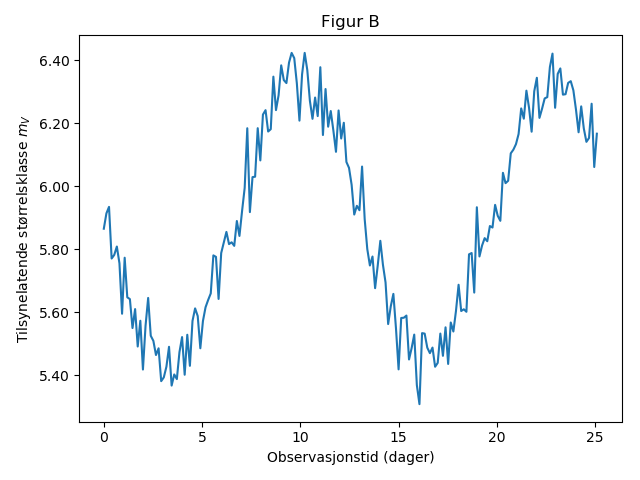 Figur B
Tilsynelatende størrelsklasse $m_V$
6.40
6.20
6.00
5.80
5.60
5.40
0 5 10 15 20 25
Observasjonstid (dager)